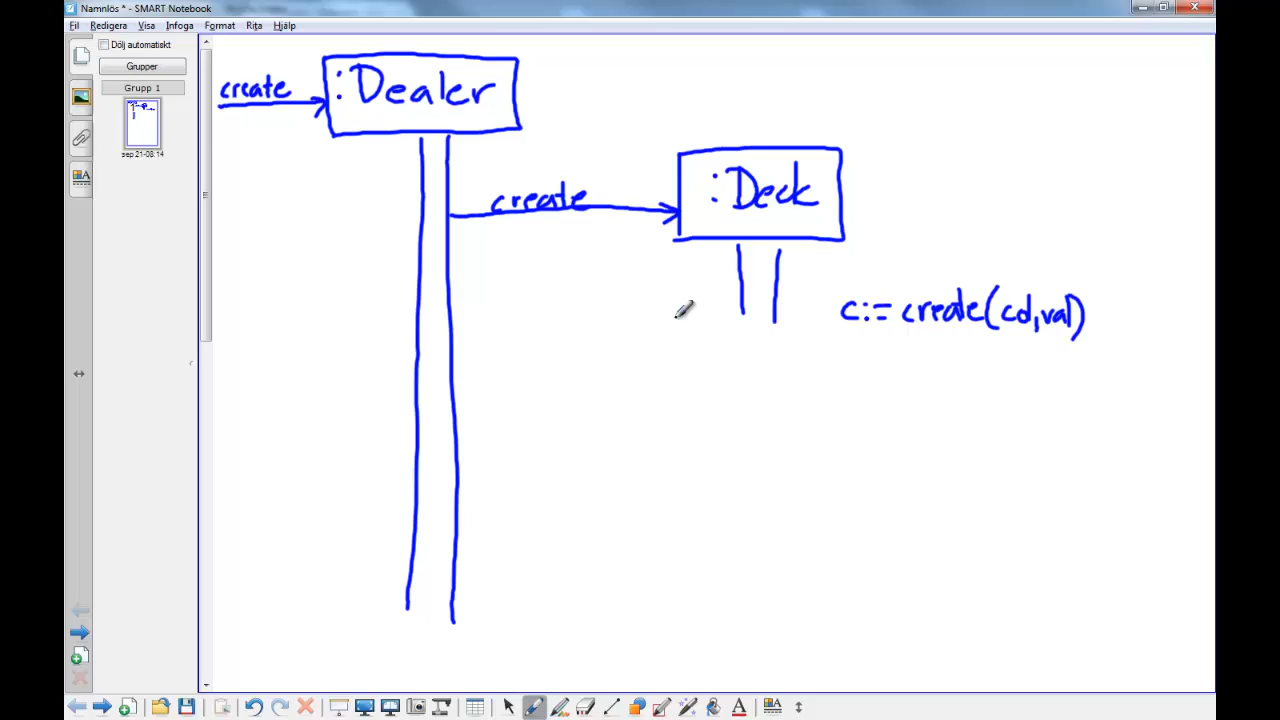 Namnlös * - SMART Notebook
Fil Redigera Visa Infoga Format Rita Hjälp
Dölj automatiskt
Grupper
Grupp 1
sep.21-08.14
create
:Dealer
create
:Deck
c:= create(cd,val)